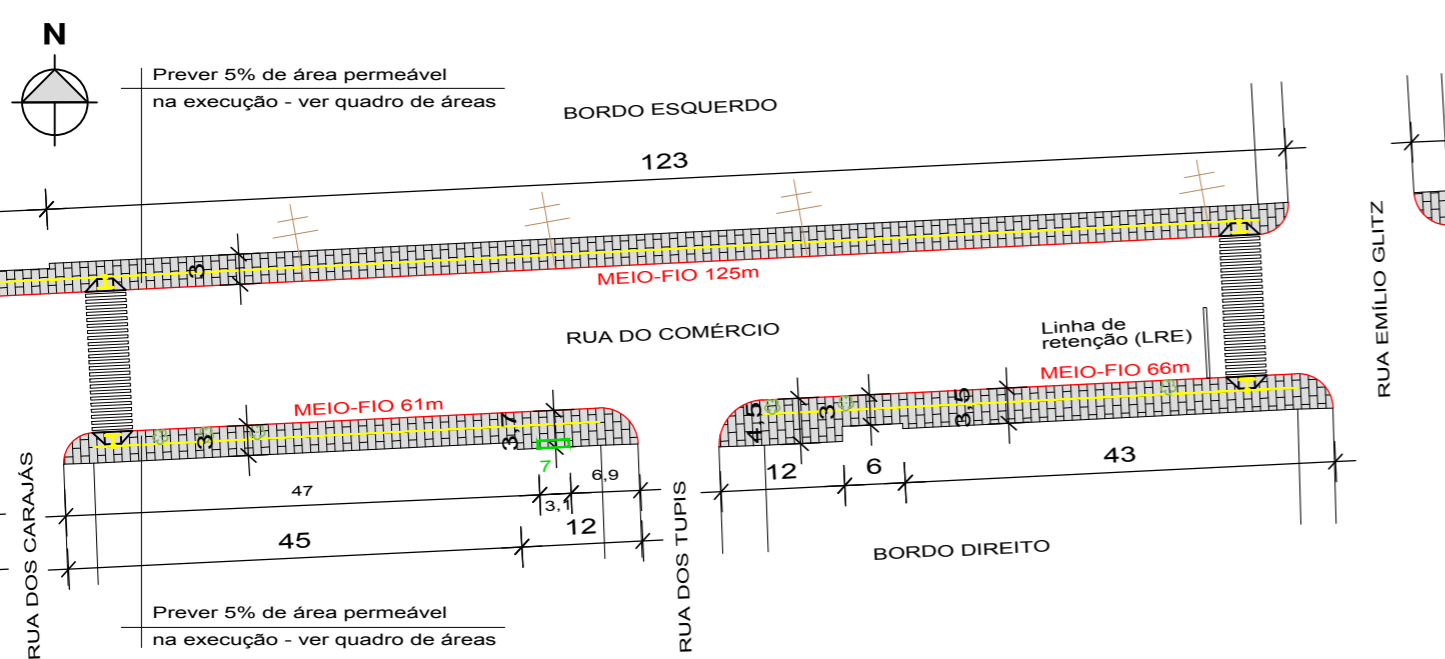 N
Prever 5% de área permeável
na execução - ver quadro de áreas
BORDO ESQUERDO
123
3
MEIO-FIO 125m
RUA EMÍLIO GLITZ
RUA DO COMÉRCIO
Linha de
retenção (LRE)
MEIO-FIO 66m
MEIO-FIO 61m
3
3,7
7
4,5
3
3,5
12
6
43
47
3,1
6,9
45
12
RUA DOS CARAJÁS
RUA DOS TUPIS
BORDO DIREITO
Prever 5% de área permeável
na execução - ver quadro de áreas